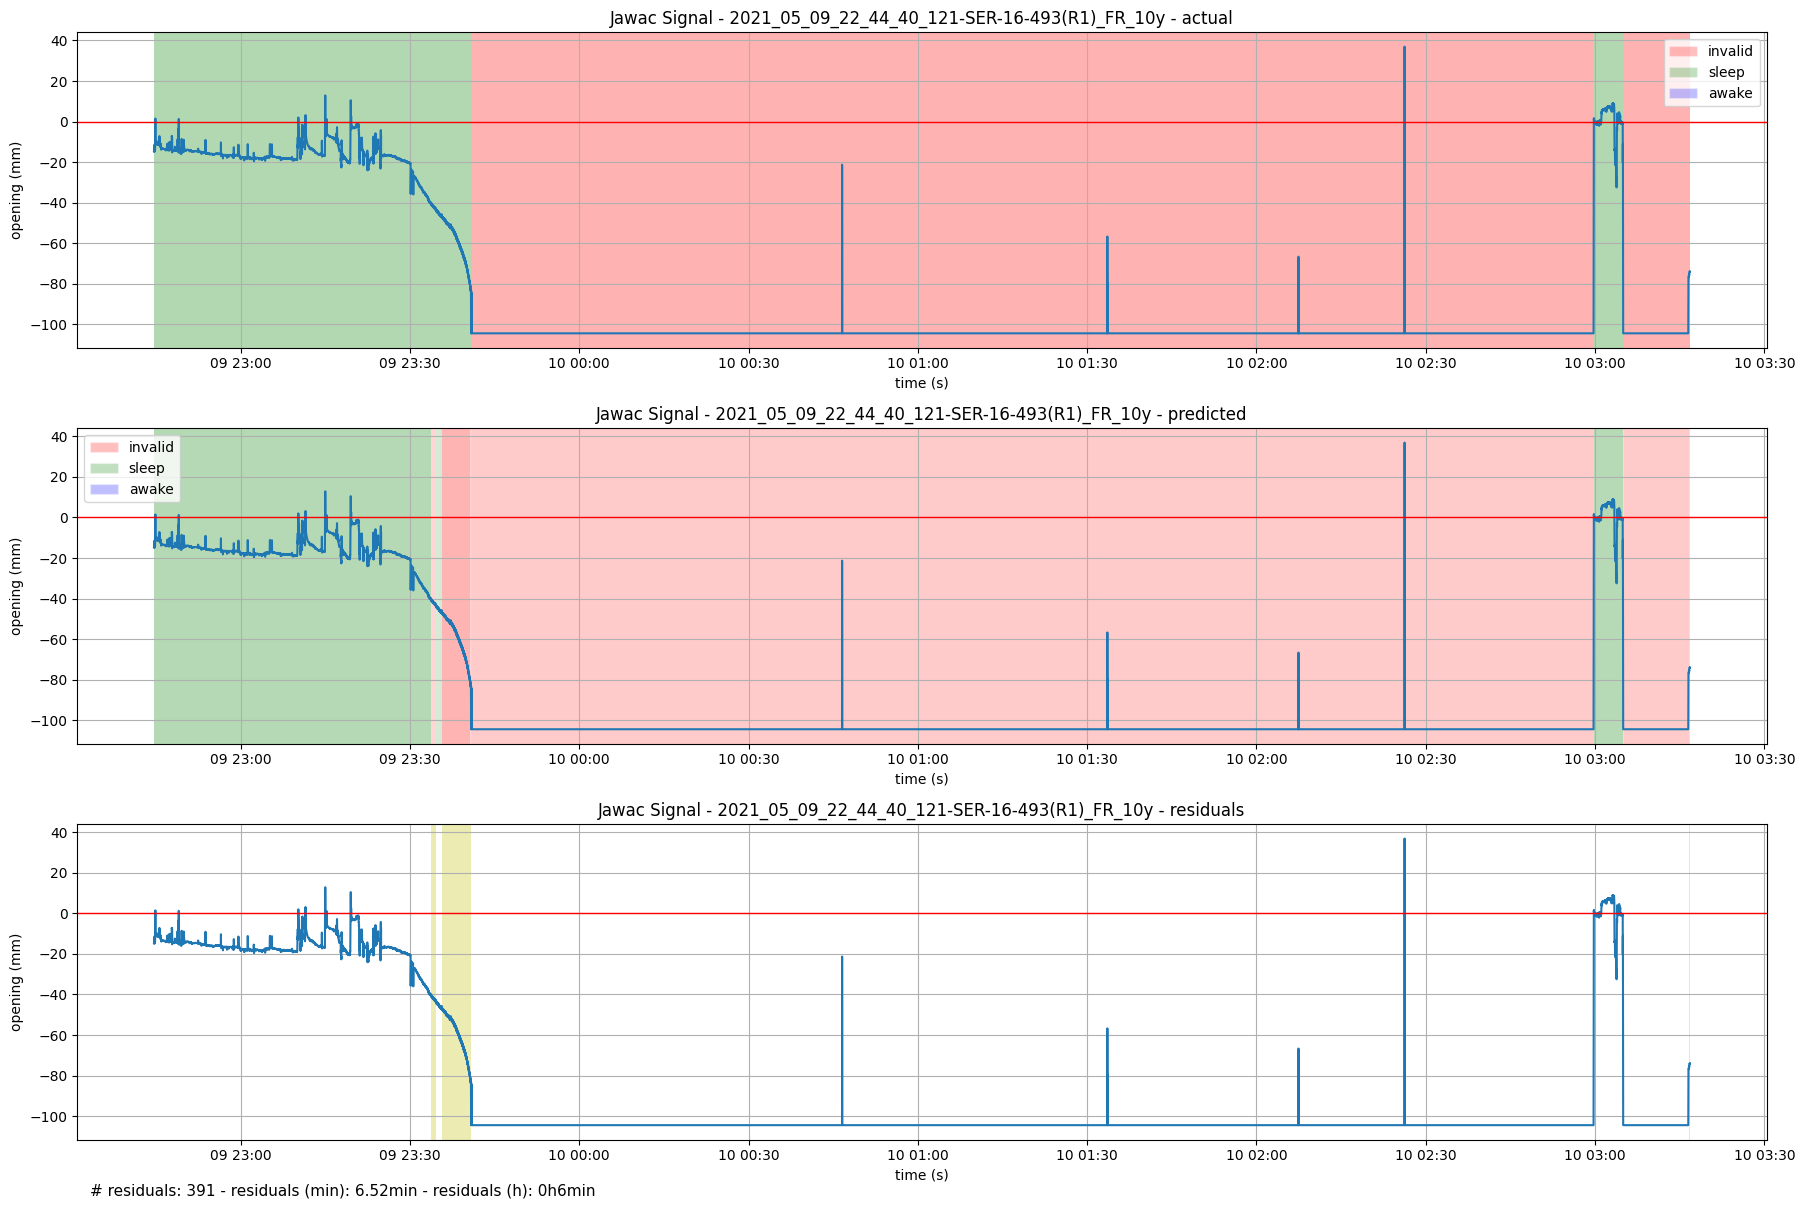 Jawac Signal - 2021_05_09_22_44_40_121-SER-16-493(R1)_FR_10y - actual
40
20
0
−20
−40
−60
−80
−100
opening (mm)
invalid
sleep
awake
09 23:00 09 23:30 10 00:00 10 00:30 10 01:00 10 01:30 10 02:00 10 02:30 10 03:00 10 03:30
time (s)
Jawac Signal - 2021_05_09_22_44_40_121-SER-16-493(R1)_FR_10y - predicted
40
20
0
−20
−40
−60
−80
−100
opening (mm)
invalid
sleep
awake
09 23:00 09 23:30 10 00:00 10 00:30 10 01:00 10 01:30 10 02:00 10 02:30 10 03:00 10 03:30
time (s)
Jawac Signal - 2021_05_09_22_44_40_121-SER-16-493(R1)_FR_10y - residuals
40
20
0
−20
−40
−60
−80
−100
opening (mm)
09 23:00 09 23:30 10 00:00 10 00:30 10 01:00 10 01:30 10 02:00 10 02:30 10 03:00 10 03:30
time (s)
# residuals: 391 - residuals (min): 6.52min - residuals (h): 0h6min